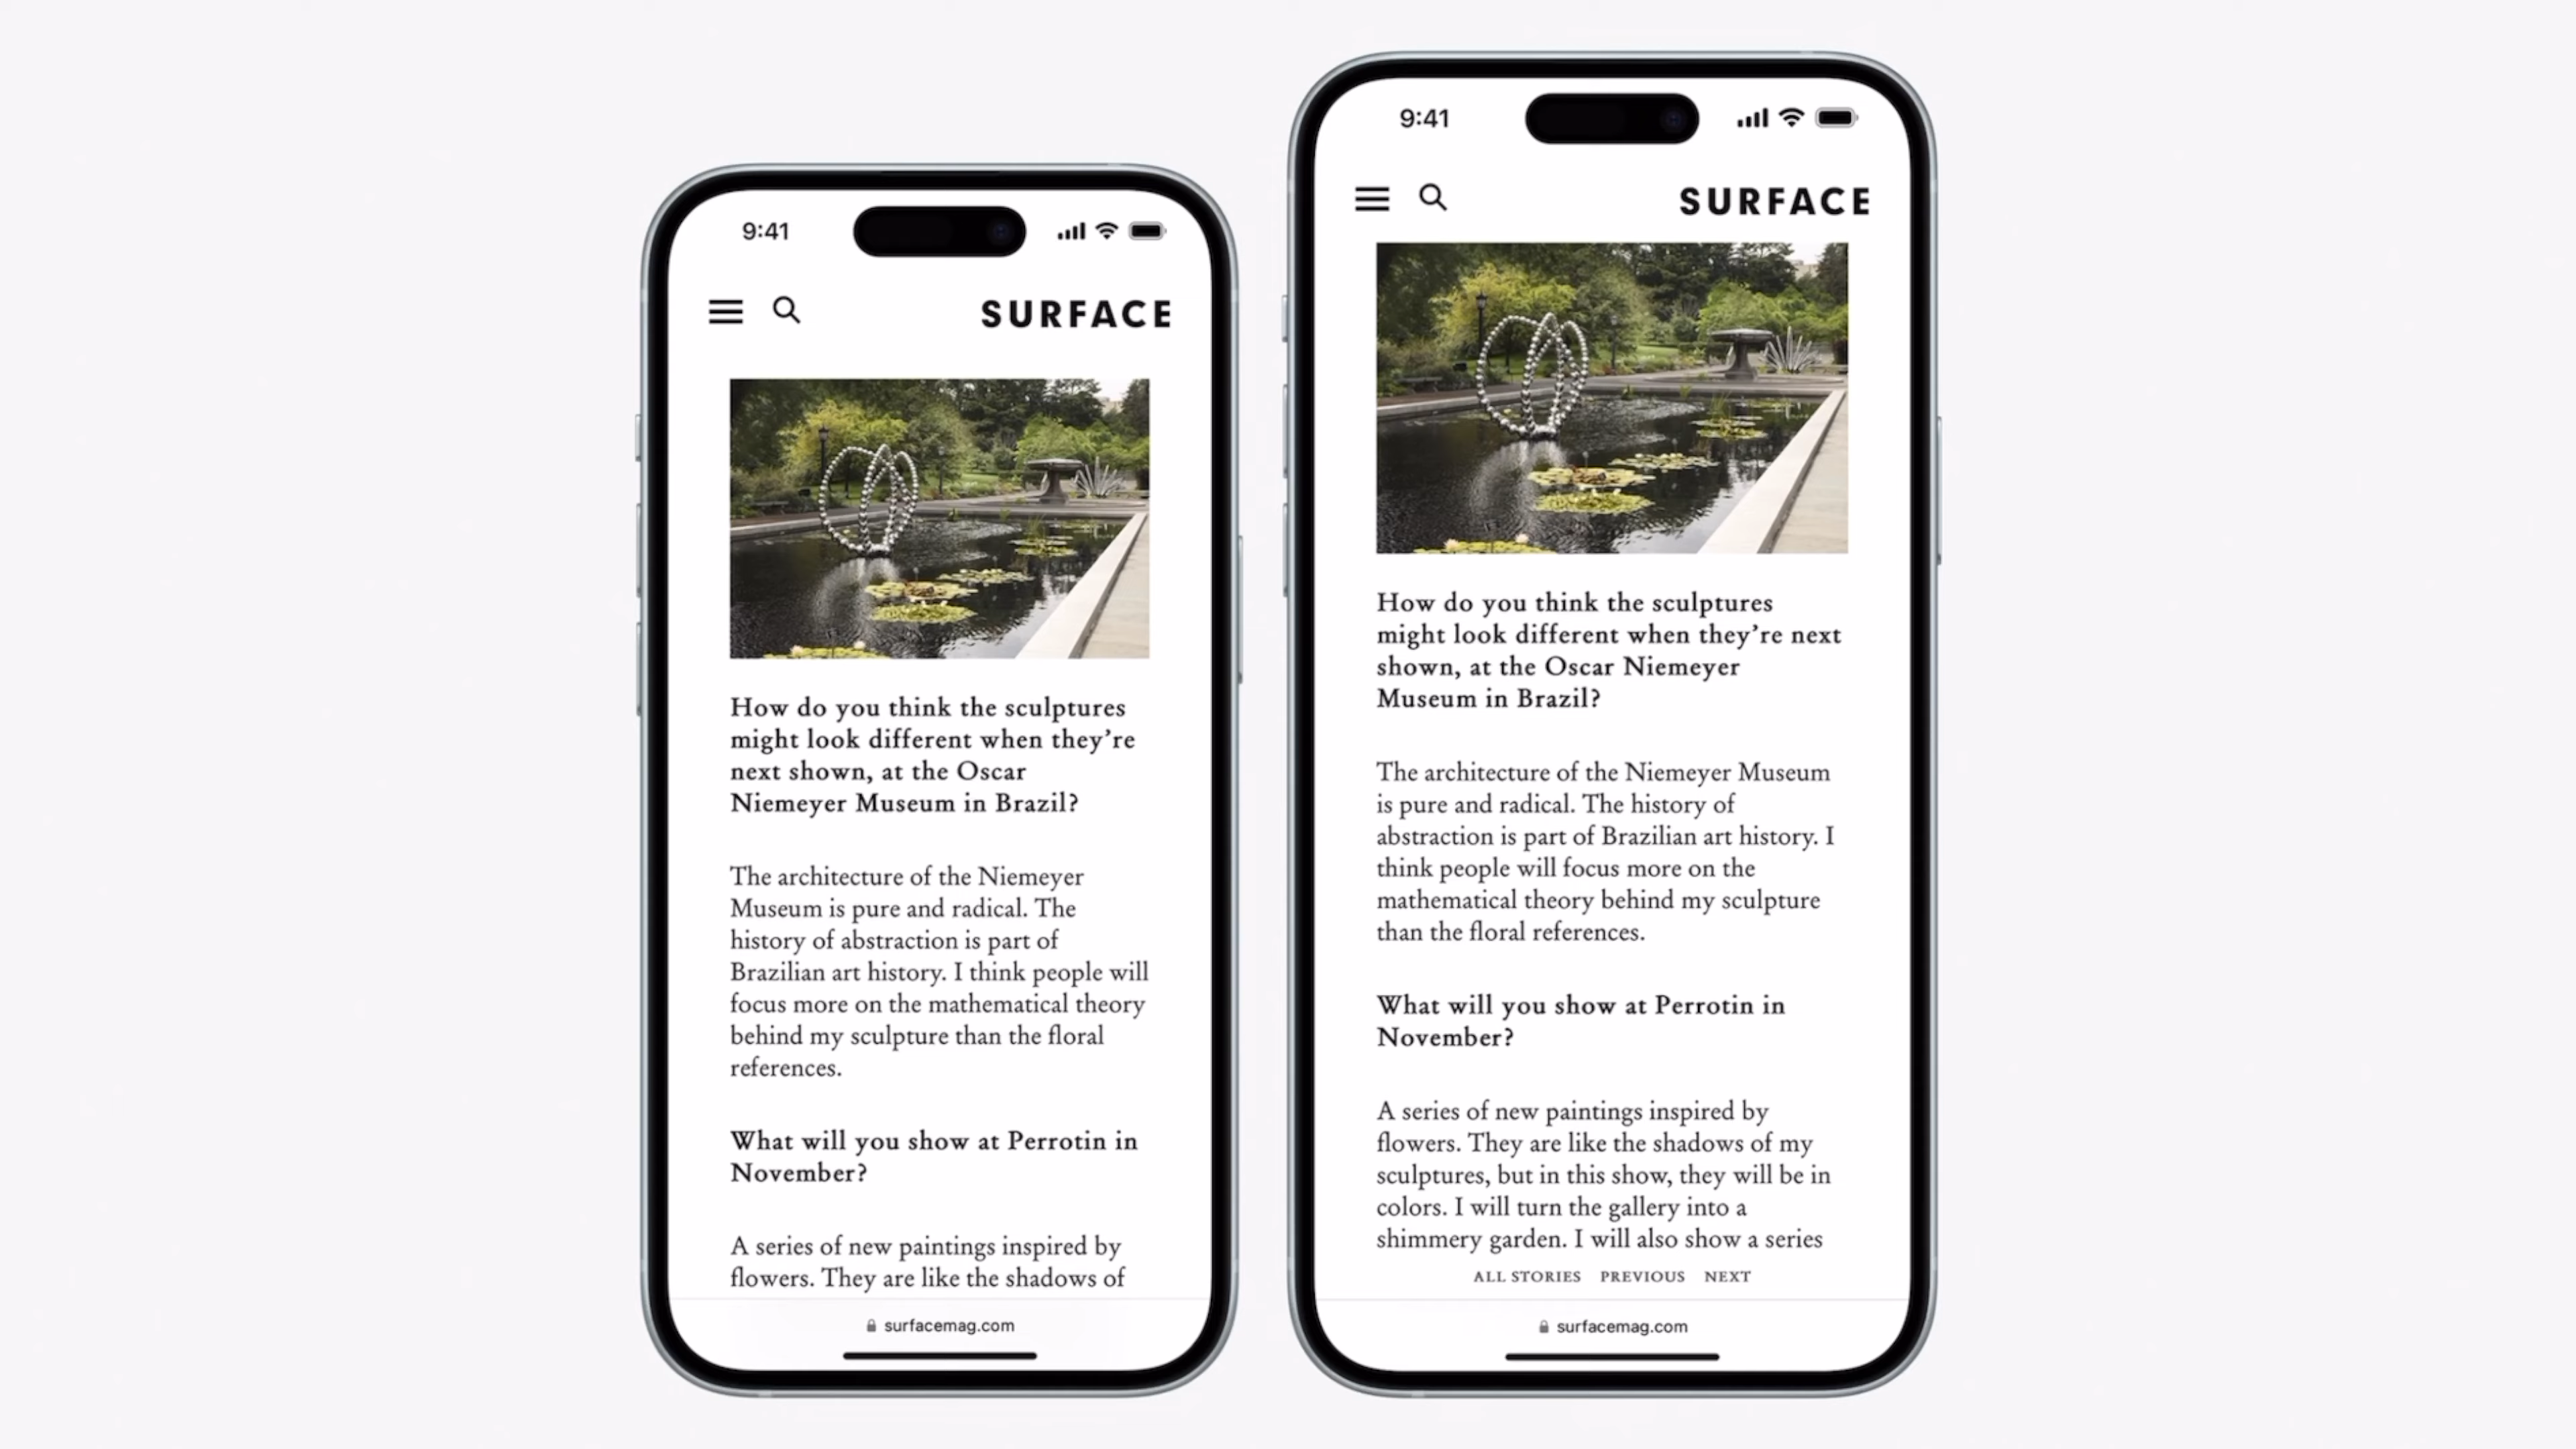 9:41
SURFACE
How do you think the sculptures
might look different when they’re
next shown, at the Oscar
Niemeyer Museum in Brazil?
The architecture of the Niemeyer
Museum is pure and radical. The
history of abstraction is part of
Brazilian art history. I think people will
focus more on the mathematical theory
behind my sculpture than the floral
references.
What will you show at Perrotin in
November?
A series of new paintings inspired by
flowers. They are like the shadows of
surfacemag.com
9:41
SURFACE
How do you think the sculptures
might look different when they’re next
shown, at the Oscar Niemeyer
Museum in Brazil?
The architecture of the Niemeyer Museum
is pure and radical. The history of
abstraction is part of Brazilian art history. I
think people will focus more on the
mathematical theory behind my sculpture
than the floral references.
What will you show at Perrotin in
November?
A series of new paintings inspired by
flowers. They are like the shadows of my
sculptures, but in this show, they will be in
colors. I will turn the gallery into a
shimmery garden. I will also show a series
ALL STORIES PREVIOUS NEXT
surfacemag.com